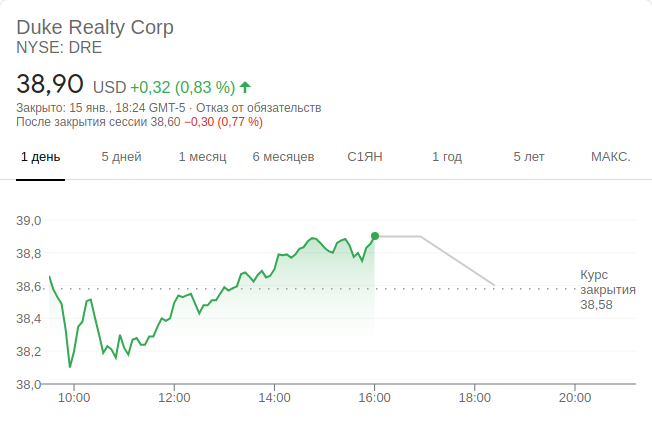 Duke Realty Corp
NYSE: DRE
38,90 USD +0,32 (0,83 %)
Закрыто: 15 янв., 18:24 GMT-5 · Отказ от обязательств
После закрытия сессии 38,60 −0,30 (0,77 %)
1 день 5 дней 1 месяц 6 месяцев С1ЯН 1 год 5 лет МАКС.
39,0
38,8
38,6
38,4
38,2
38,0
Курс
закрытия
38,58
10:00 12:00 14:00 16:00 18:00 20:00